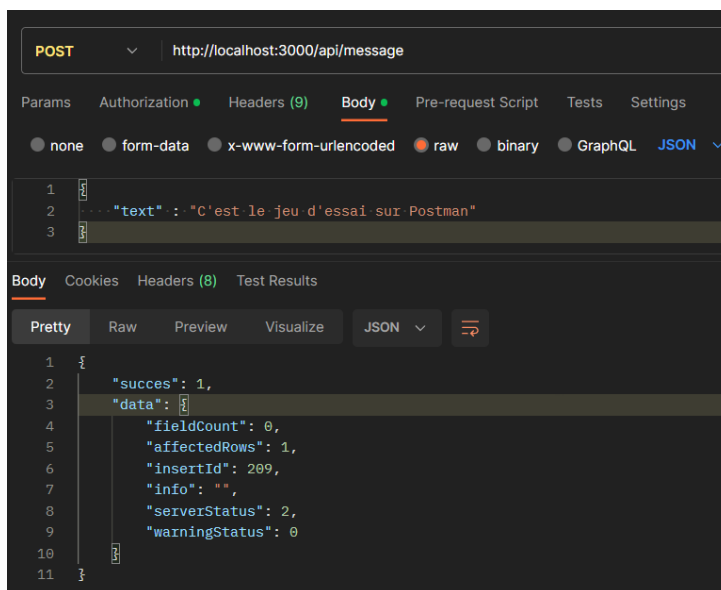 POST http://localhost:3000/api/message
Params Authorization Headers (9) Body Pre-request Script Tests Settings
none form-data x-www-form-urlencoded raw binary GraphQL JSON
1 {
2 "text" : "C'est le jeu d'essai sur Postman"
3 }
Body Cookies Headers (8) Test Results
Pretty Raw Preview Visualize JSON
1 {
2 "succes": 1,
3 "data": {
4 "fieldCount": 0,
5 "affectedRows": 1,
6 "insertId": 209,
7 "info": "",
8 "serverStatus": 2,
9 "warningStatus": 0
10 }
11 }